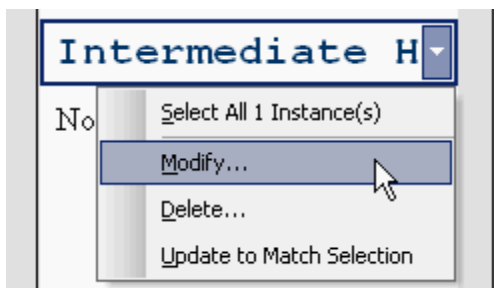 Intermediate H
No
Select All 1 Instance(s)
Modify...
Delete...
Update to Match Selection